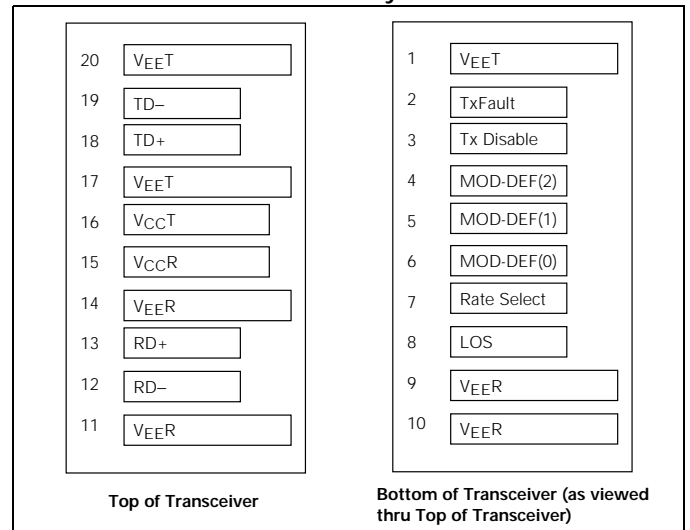 20 VEET
19 TD–
18 TD+
17 VEET
16 VCCT
15 VCCR
14 VEER
13 RD+
12 RD–
11 VEER
Top of Transceiver
1 VEET
2 TxFault
3 Tx Disable
4 MOD-DEF(2)
5 MOD-DEF(1)
6 MOD-DEF(0)
7 Rate Select
8 LOS
9 VEER
10 VEER
Bottom of Transceiver (as viewed
thru Top of Transceiver)